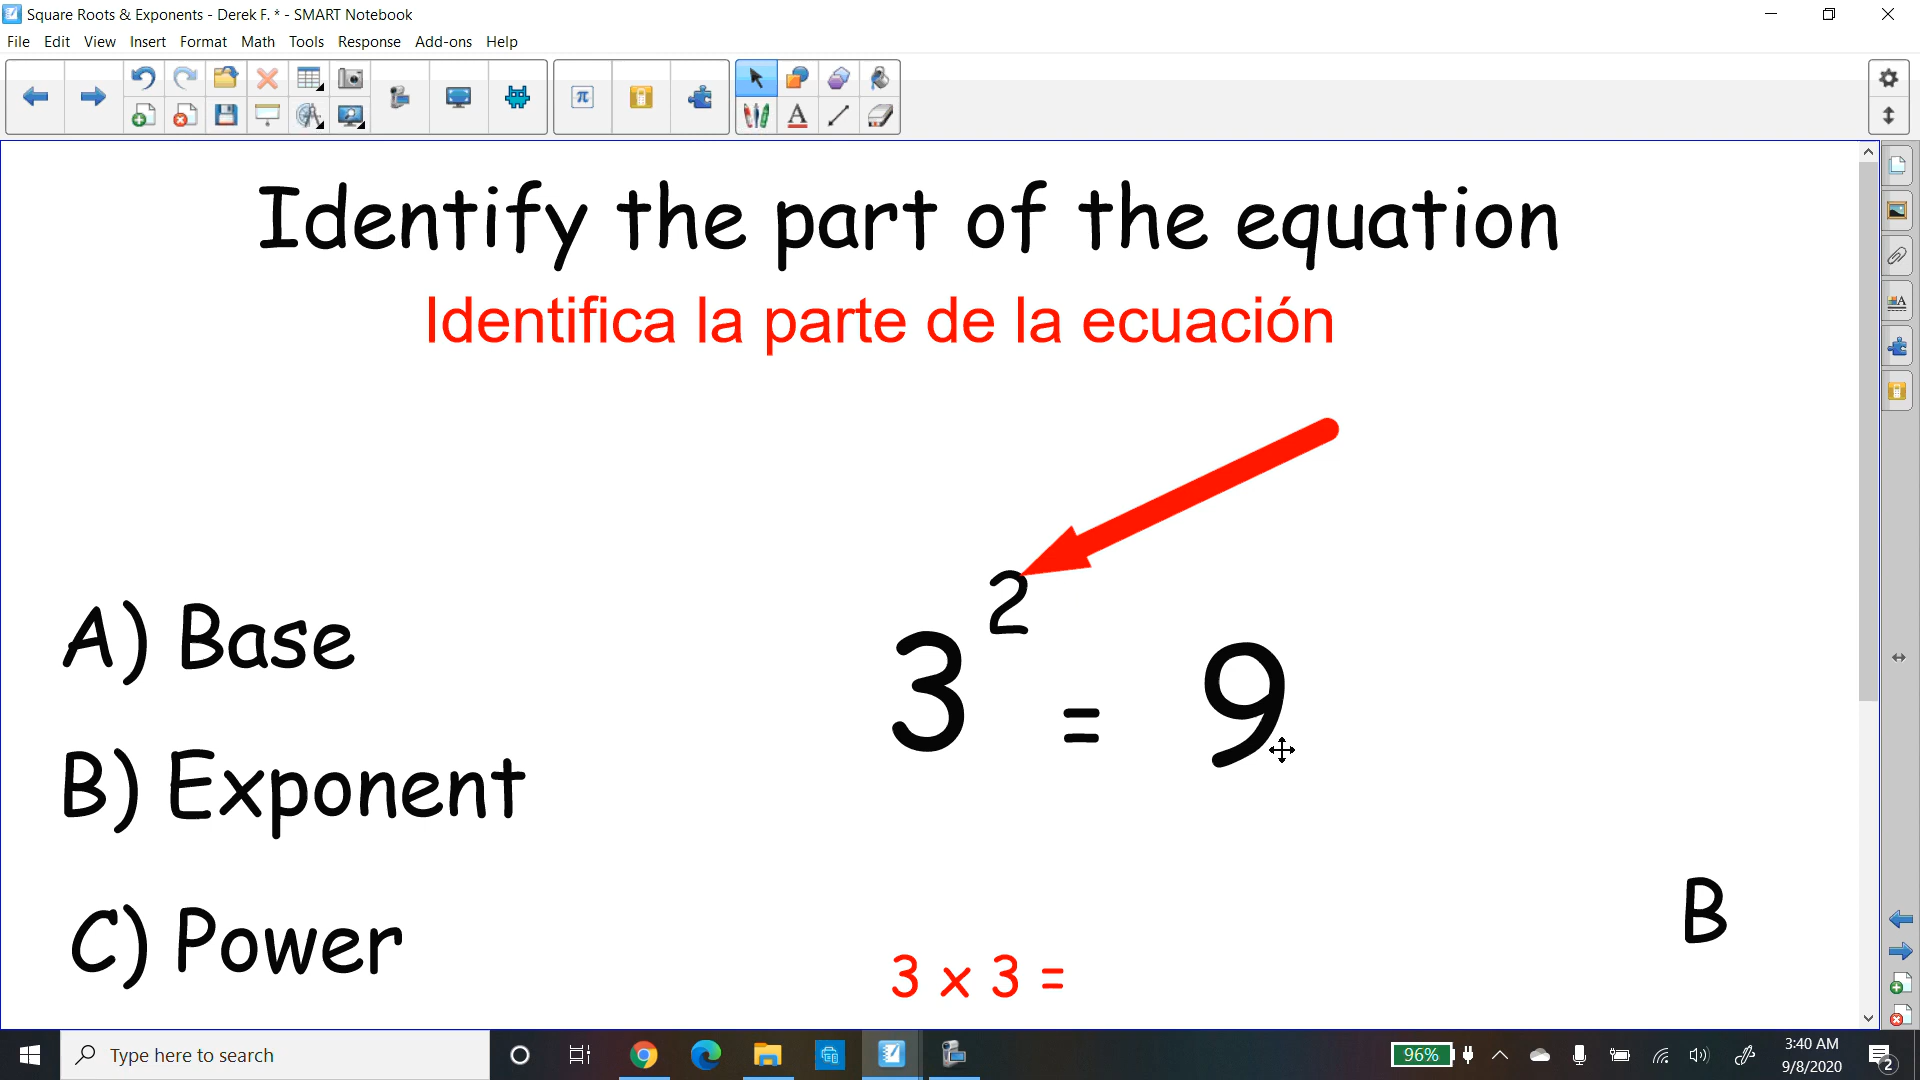 Square Roots & Exponents - Derek F. * - SMART Notebook
File Edit View Insert Format Math Tools Response Add-ons Help
π
A
A
Identify the part of the equation
Identifica la parte de la ecuación
A) Base
B) Exponent
C) Power
3² = 9
3 x 3 =
B
Type here to search
96%
3:40 AM
9/8/2020
2